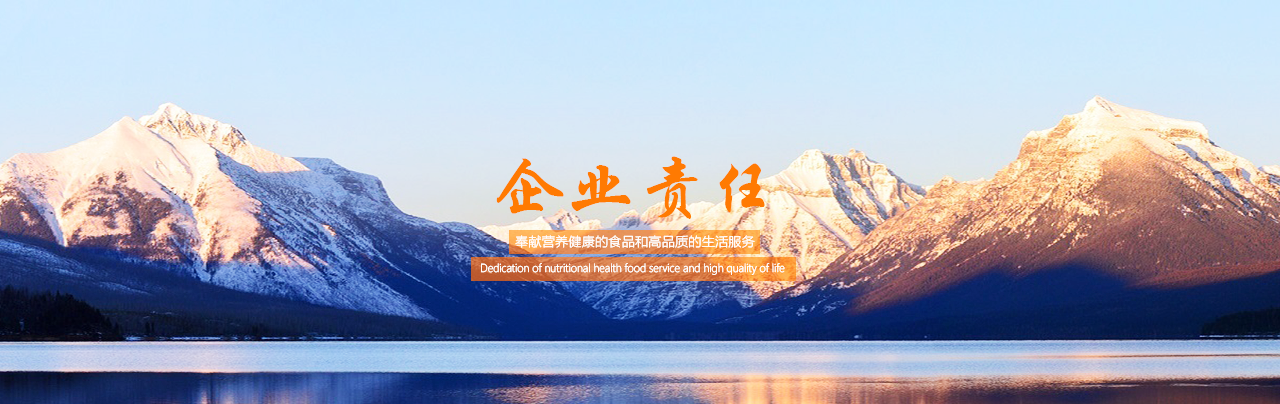 企业责任
奉献营养健康的食品和高品质的生活服务
Dedication of nutritional health food service and high quality of life